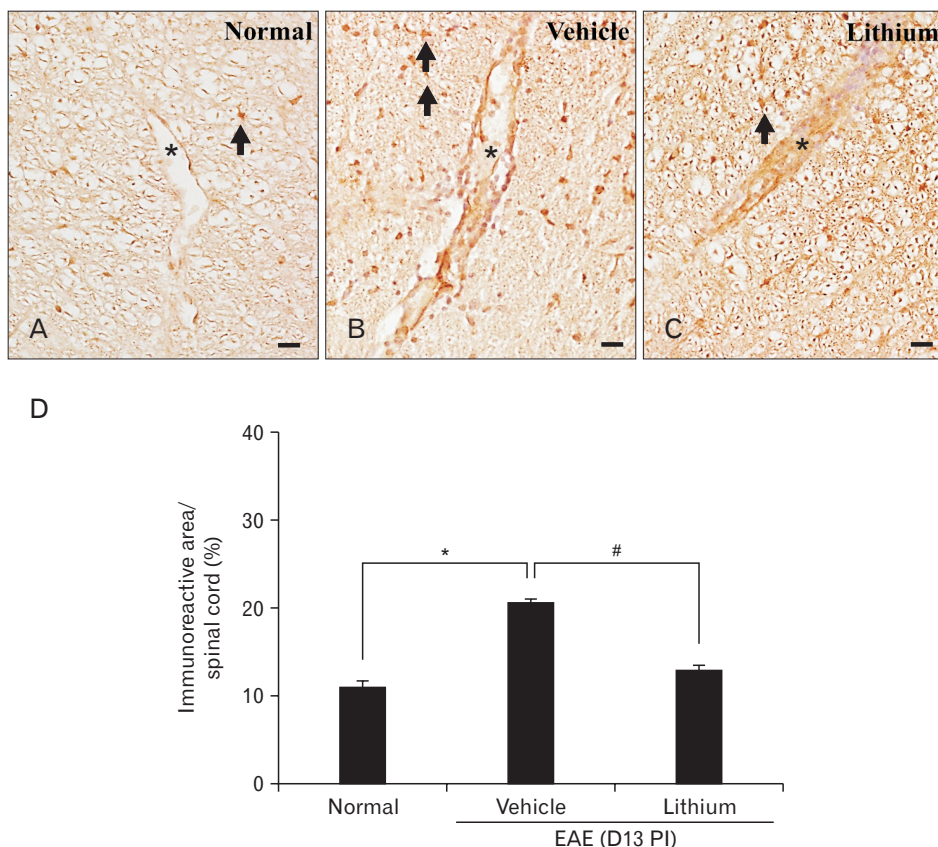 Normal
Vehicle
Lithium
*
*
*
A
B
C
D
Immunoreactive area/
spinal cord (%)
40
30
20
10
0
*
#
Normal
Vehicle
Lithium
EAE (D13 PI)